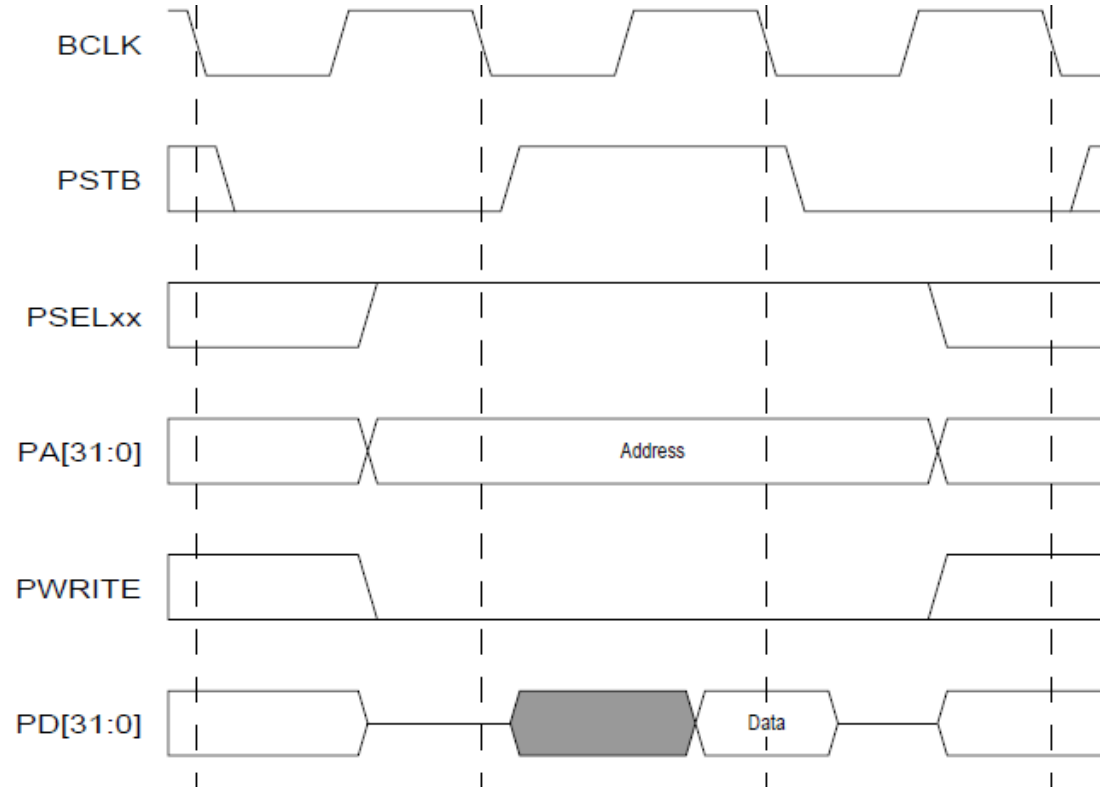 BCLK
PSTB
PSELxx
PA[31:0]
Address
PWRITE
PD[31:0]
Data